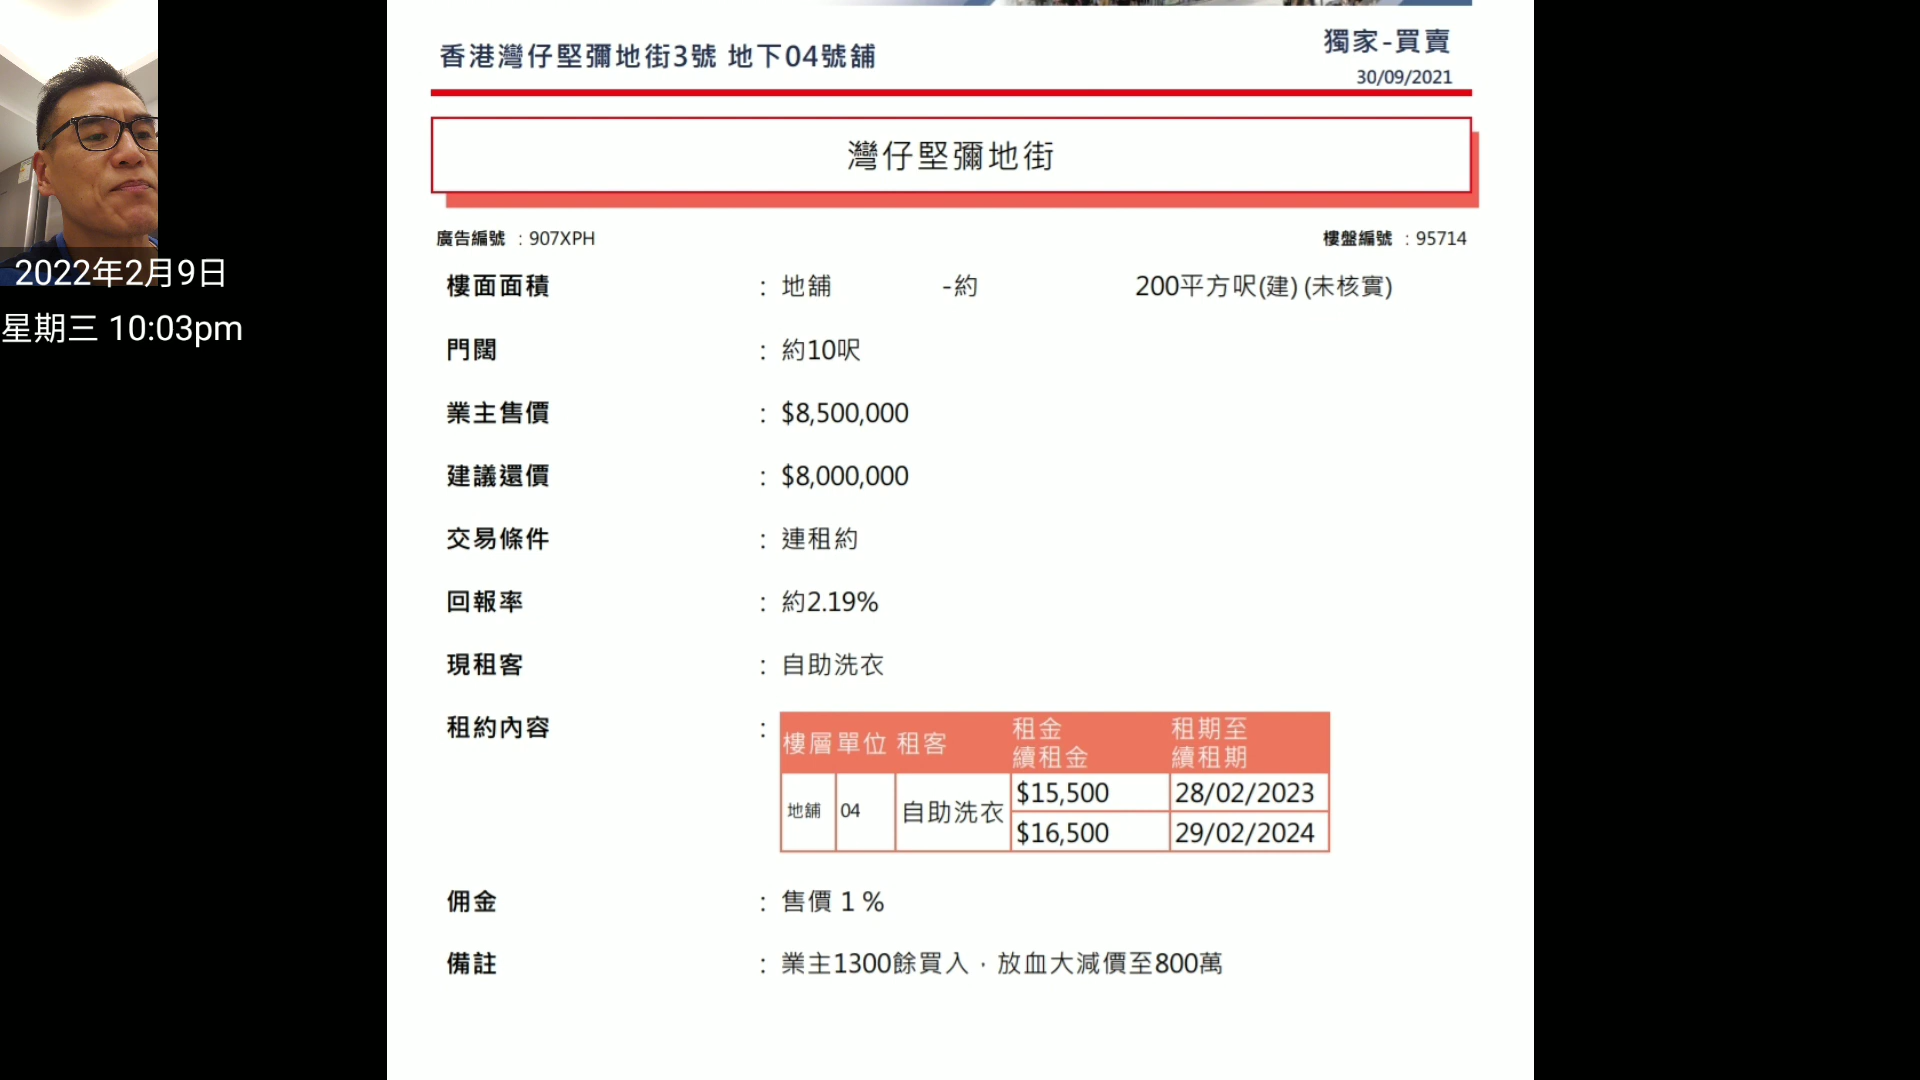 香港灣仔堅彌地街3號 地下04號舖
獨家-買賣
30/09/2021
灣仔堅彌地街
廣告編號 : 907XPH
樓盤編號 : 95714
2022年2月9日
星期三 10:03pm
樓面面積 : 地舖 -約 200平方呎(建) (未核實)
門闊 : 約10呎
業主售價 : $8,500,000
建議還價 : $8,000,000
交易條件 : 連租約
回報率 : 約2.19%
現租客 : 自助洗衣
租約內容 :
樓層 單位 租客 租金 租期至
續租金 續租期
地舖 04 自助洗衣 $15,500 28/02/2023
$16,500 29/02/2024
佣金 : 售價 1 %
備註 : 業主1300餘買入，放血大減價至800萬